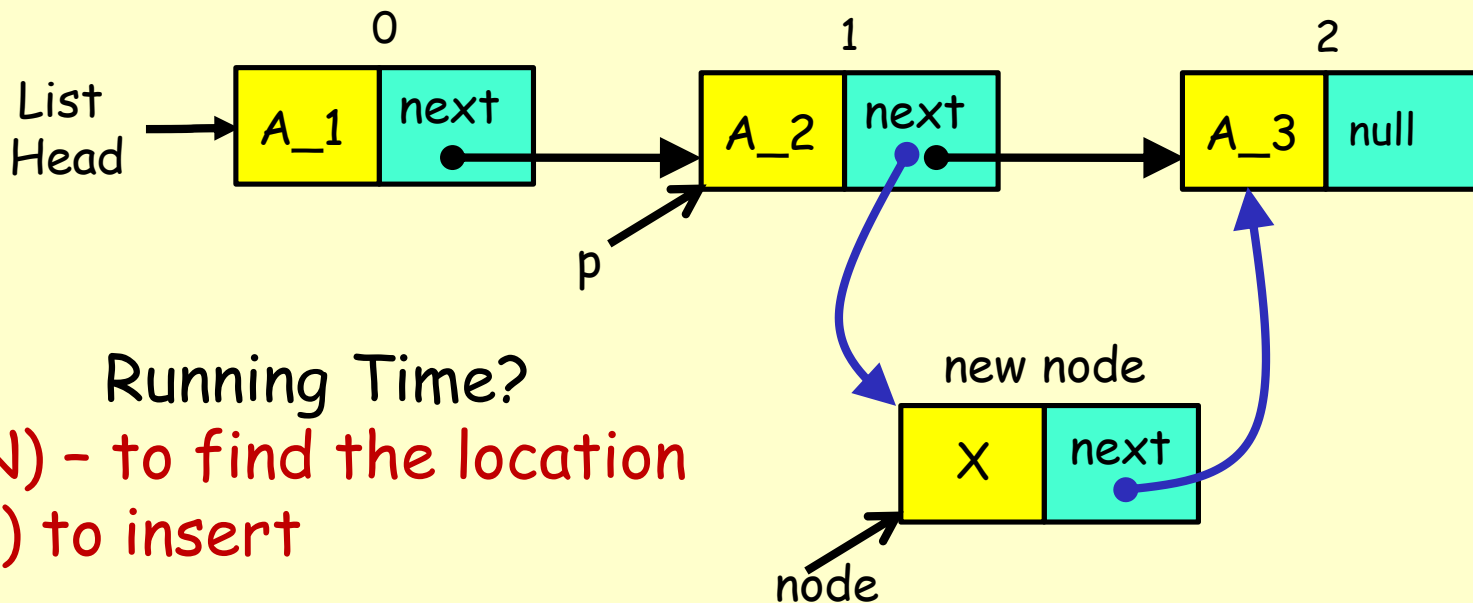 0
1
2
List
Head
A_1
next
A_2
next
A_3
null
p
Running Time?
N) – to find the location
) to insert
new node
X
next
node